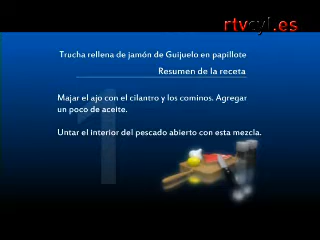 rtvcyl.es
Trucha rellena de jamón de Guijuelo en papillote
Resumen de la receta
1
Majar el ajo con el cilantro y los cominos. Agregar
un poco de aceite.
Untar el interior del pescado abierto con esta mezcla.